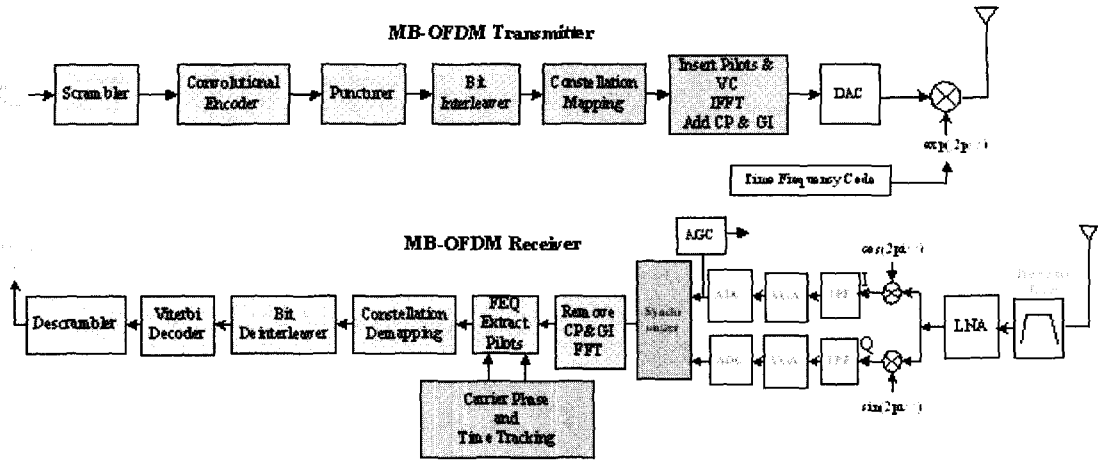 MB-OFDM Transmitter
Scrambler
Convolutional
Encoder
Puncturer
Bit
Interleaver
Constellation
Mapping
Insert Pilots &
VC
IFFT
Add CP & GI
DAC
Time Frequency Code
MB-OFDM Receiver
AGC
Descrambler
Viterbi
Decoder
Bit
Deinterleaver
Constellation
Demapping
FEQ
Extract
Pilots
Remove
CP&GI
FFT
I
Q
LNA
Carrier Phase
and
Time Tracking